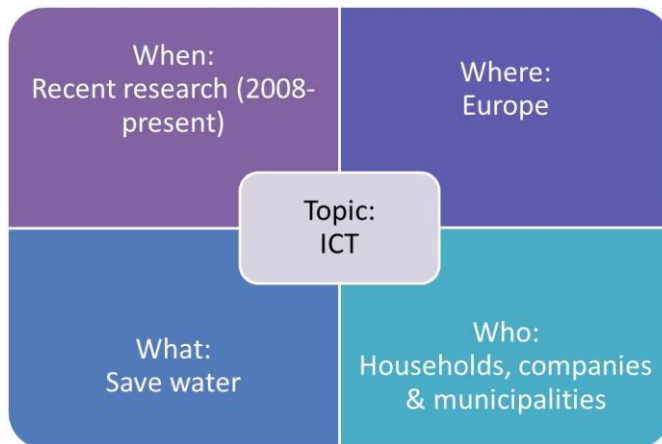 When:
Recent research (2008-
present)
Where:
Europe
Topic:
ICT
What:
Save water
Who:
Households, companies
& municipalities